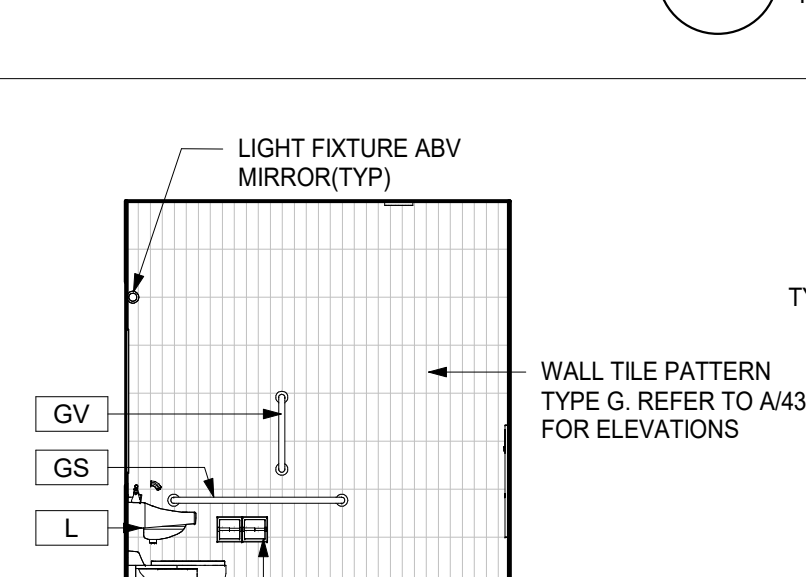 LIGHT FIXTURE ABV
MIRROR(TYP)
WALL TILE PATTERN
TYPE G. REFER TO A/43
FOR ELEVATIONS
GV
GS
L